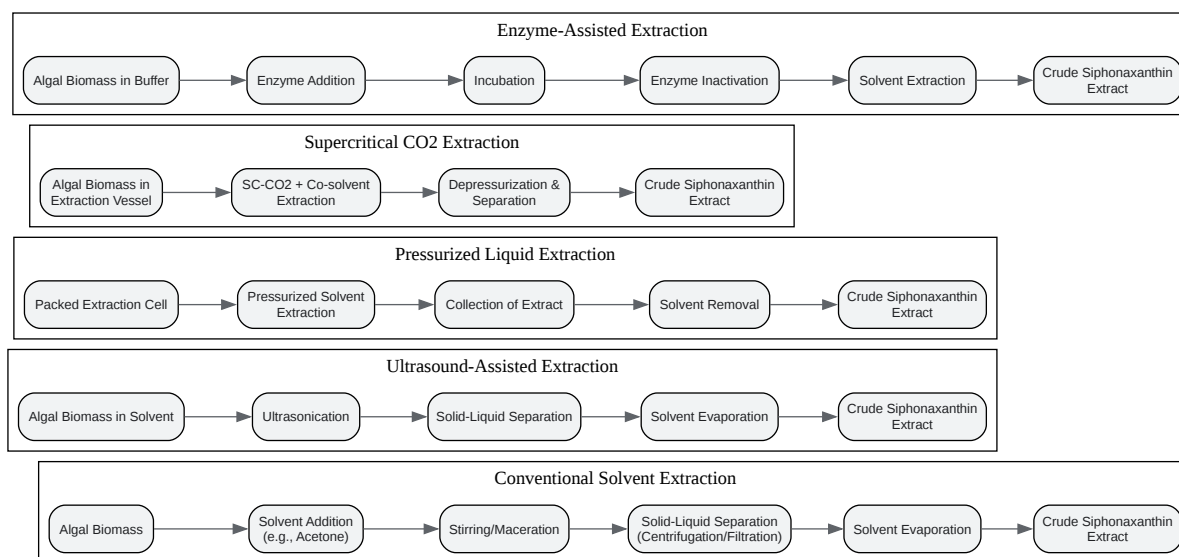 Enzyme-Assisted Extraction
Algal Biomass in Buffer
Enzyme Addition
Incubation
Enzyme Inactivation
Solvent Extraction
Crude Siphonaxanthin
Extract
Supercritical CO2 Extraction
Algal Biomass in
Extraction Vessel
SC-CO2 + Co-solvent
Extraction
Depressurization &
Separation
Crude Siphonaxanthin
Extract
Pressurized Liquid Extraction
Packed Extraction Cell
Pressurized Solvent
Extraction
Collection of Extract
Solvent Removal
Crude Siphonaxanthin
Extract
Ultrasound-Assisted Extraction
Algal Biomass in Solvent
Ultrasonication
Solid-Liquid Separation
Solvent Evaporation
Crude Siphonaxanthin
Extract
Conventional Solvent Extraction
Algal Biomass
Solvent Addition
(e.g., Acetone)
Stirring/Maceration
Solid-Liquid Separation
(Centrifugation/Filtration)
Solvent Evaporation
Crude Siphonaxanthin
Extract